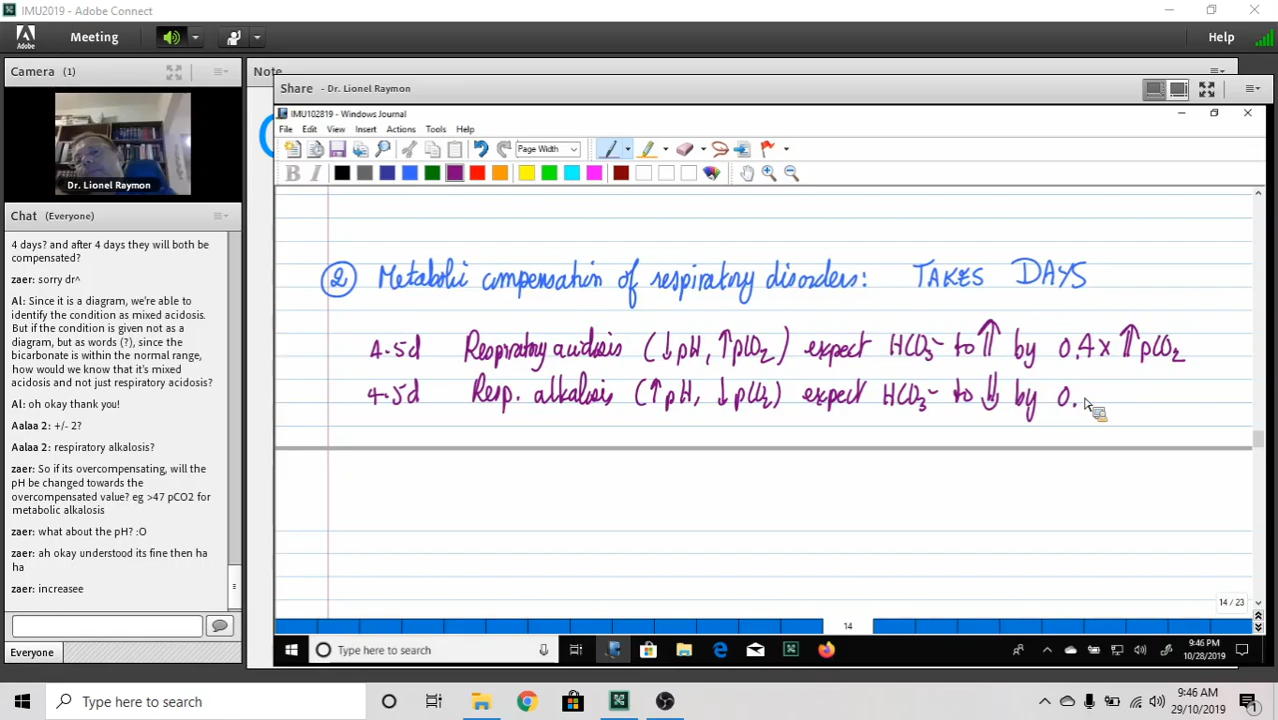 IMU2019 - Adobe Connect
Adobe
Meeting
Help
Camera (1)
Dr. Lionel Raymon
Chat (Everyone)
4 days? and after 4 days they will both be
compensated?
zaer: sorry dr^
Al: Since it is a diagram, we're able to
identify the condition as mixed acidosis.
But if the condition is given not as a
diagram, but as words (?), since the
bicarbonate is within the normal range,
how would we know that it's mixed
acidosis and not just respiratory acidosis?
Al: oh okay thank you!
Aalaa 2: +/- 2?
Aalaa 2: respiratory alkalosis?
zaer: So if its overcompensating, will the
pH be changed towards the
overcompensated value? eg >47 pCO2 for
metabolic alkalosis
zaer: what about the pH? :O
zaer: ah okay understood its fine then ha
ha
zaer: increasee
Everyone
Note
Share - Dr. Lionel Raymon
IMU102819 - Windows Journal
File Edit View Insert Actions Tools Help
Page Width
B I
② Metabolic compensation of respiratory disorders: TAKES DAYS
4.5d Respiratory acidosis (↓pH, ↑pCO2) expect HCO3- to ⇑ by 0.4 x ⇑pCO2
4.5d Resp. alkalosis (↑pH, ↓pCO2) expect HCO3- to ⇓ by 0.
14 / 23
14
Type here to search
9:46 PM
10/28/2019
Type here to search
9:46 AM
29/10/2019